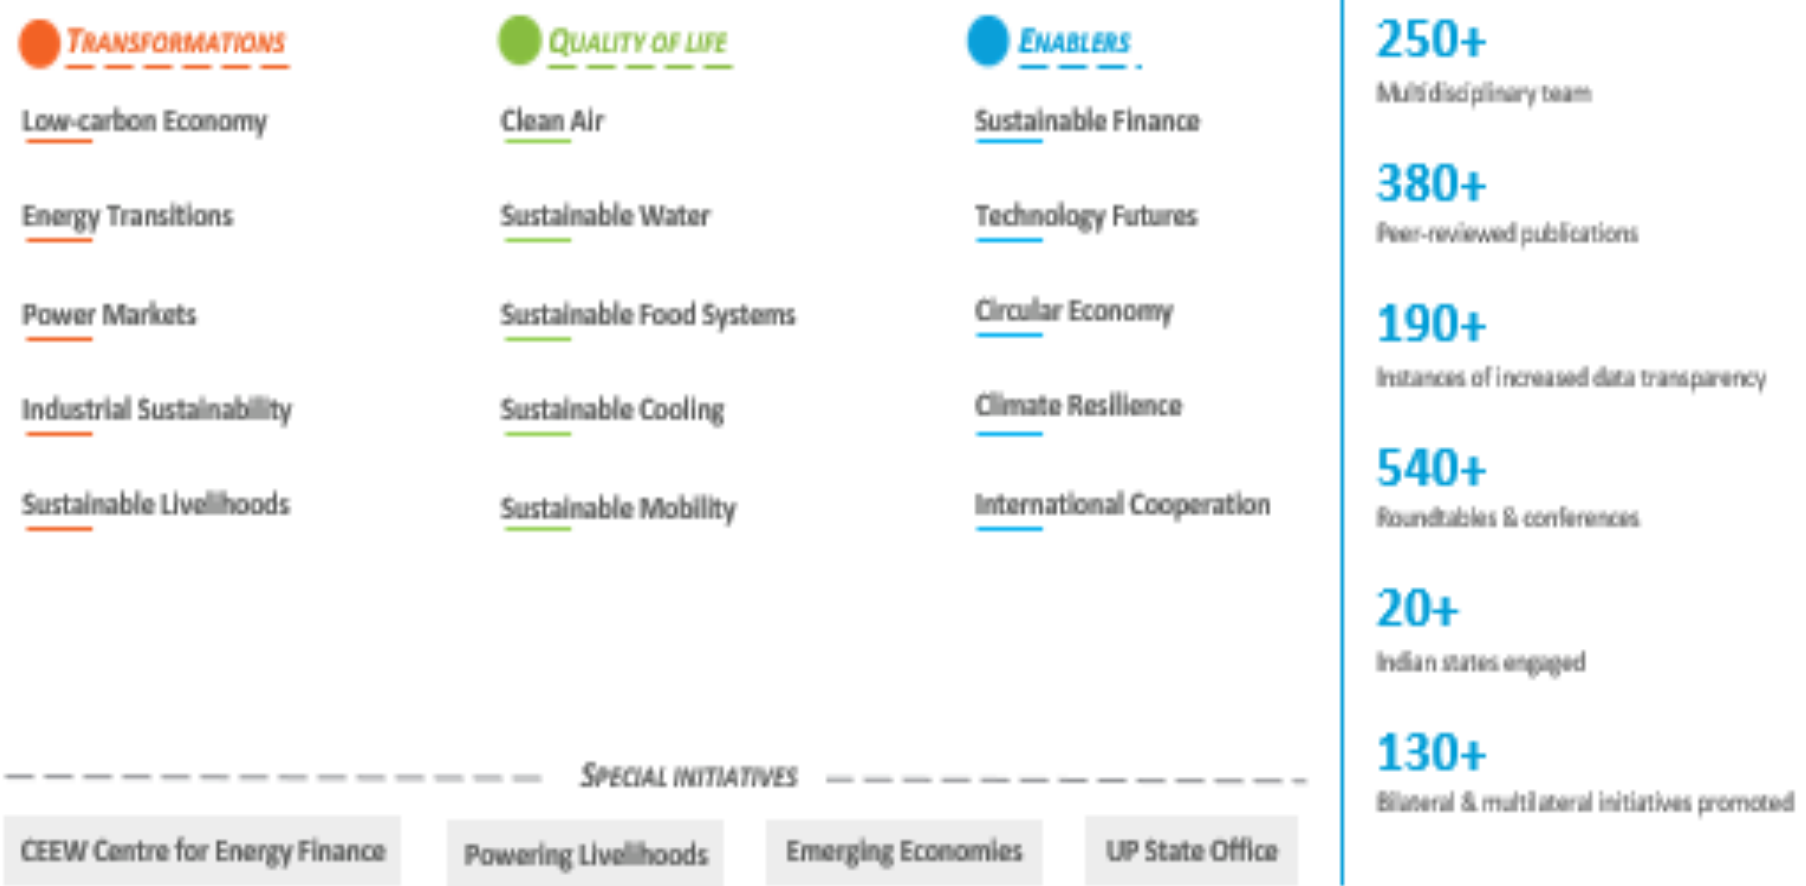 TRANSFORMATIONS
Low-carbon Economy
Energy Transitions
Power Markets
Industrial Sustainability
Sustainable Livelihoods
QUALITY OF LIFE
Clean Air
Sustainable Water
Sustainable Food Systems
Sustainable Cooling
Sustainable Mobility
ENABLERS
Sustainable Finance
Technology Futures
Circular Economy
Climate Resilience
International Cooperation
SPECIAL INITIATIVES
CEEW Centre for Energy Finance
Powering Livelihoods
Emerging Economies
UP State Office
250+
Multidisciplinary team
380+
Peer-reviewed publications
190+
Instances of increased data transparency
540+
Roundtables & conferences
20+
Indian states engaged
130+
Bilateral & multilateral initiatives promoted